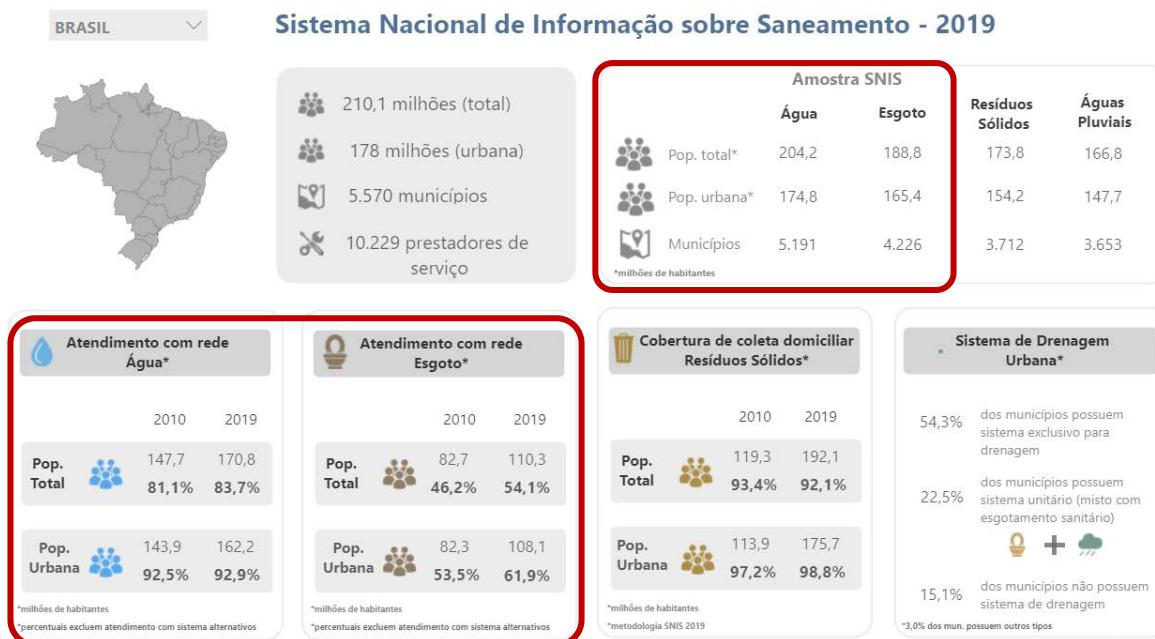 BRASIL
Sistema Nacional de Informação sobre Saneamento - 2019
210,1 milhões (total)
178 milhões (urbana)
5.570 municípios
10.229 prestadores de
serviço
Amostra SNIS
Água Esgoto Resíduos Sólidos Águas Pluviais
Pop. total* 204,2 188,8 173,8 166,8
Pop. urbana* 174,8 165,4 154,2 147,7
Municípios 5.191 4.226 3.712 3.653
*milhões de habitantes
Atendimento com rede
Água*
2010 2019
Pop. Total 147,7 170,8
81,1% 83,7%
Pop. Urbana 143,9 162,2
92,5% 92,9%
*milhões de habitantes
*percentuais excluem atendimento com sistema alternativos
Atendimento com rede
Esgoto*
2010 2019
Pop. Total 82,7 110,3
46,2% 54,1%
Pop. Urbana 82,3 108,1
53,5% 61,9%
*milhões de habitantes
*percentuais excluem atendimento com sistema alternativos
Cobertura de coleta domiciliar
Resíduos Sólidos*
2010 2019
Pop. Total 119,3 192,1
93,4% 92,1%
Pop. Urbana 113,9 175,7
97,2% 98,8%
*milhões de habitantes
*metodologia SNIS 2019
* Sistema de Drenagem
Urbana*
54,3% dos municípios possuem
sistema exclusivo para
drenagem
22,5% dos municípios possuem
sistema unitário (misto com
esgotamento sanitário)
+
15,1% dos municípios não possuem
sistema de drenagem
*3,0% dos mun. possuem outros tipos